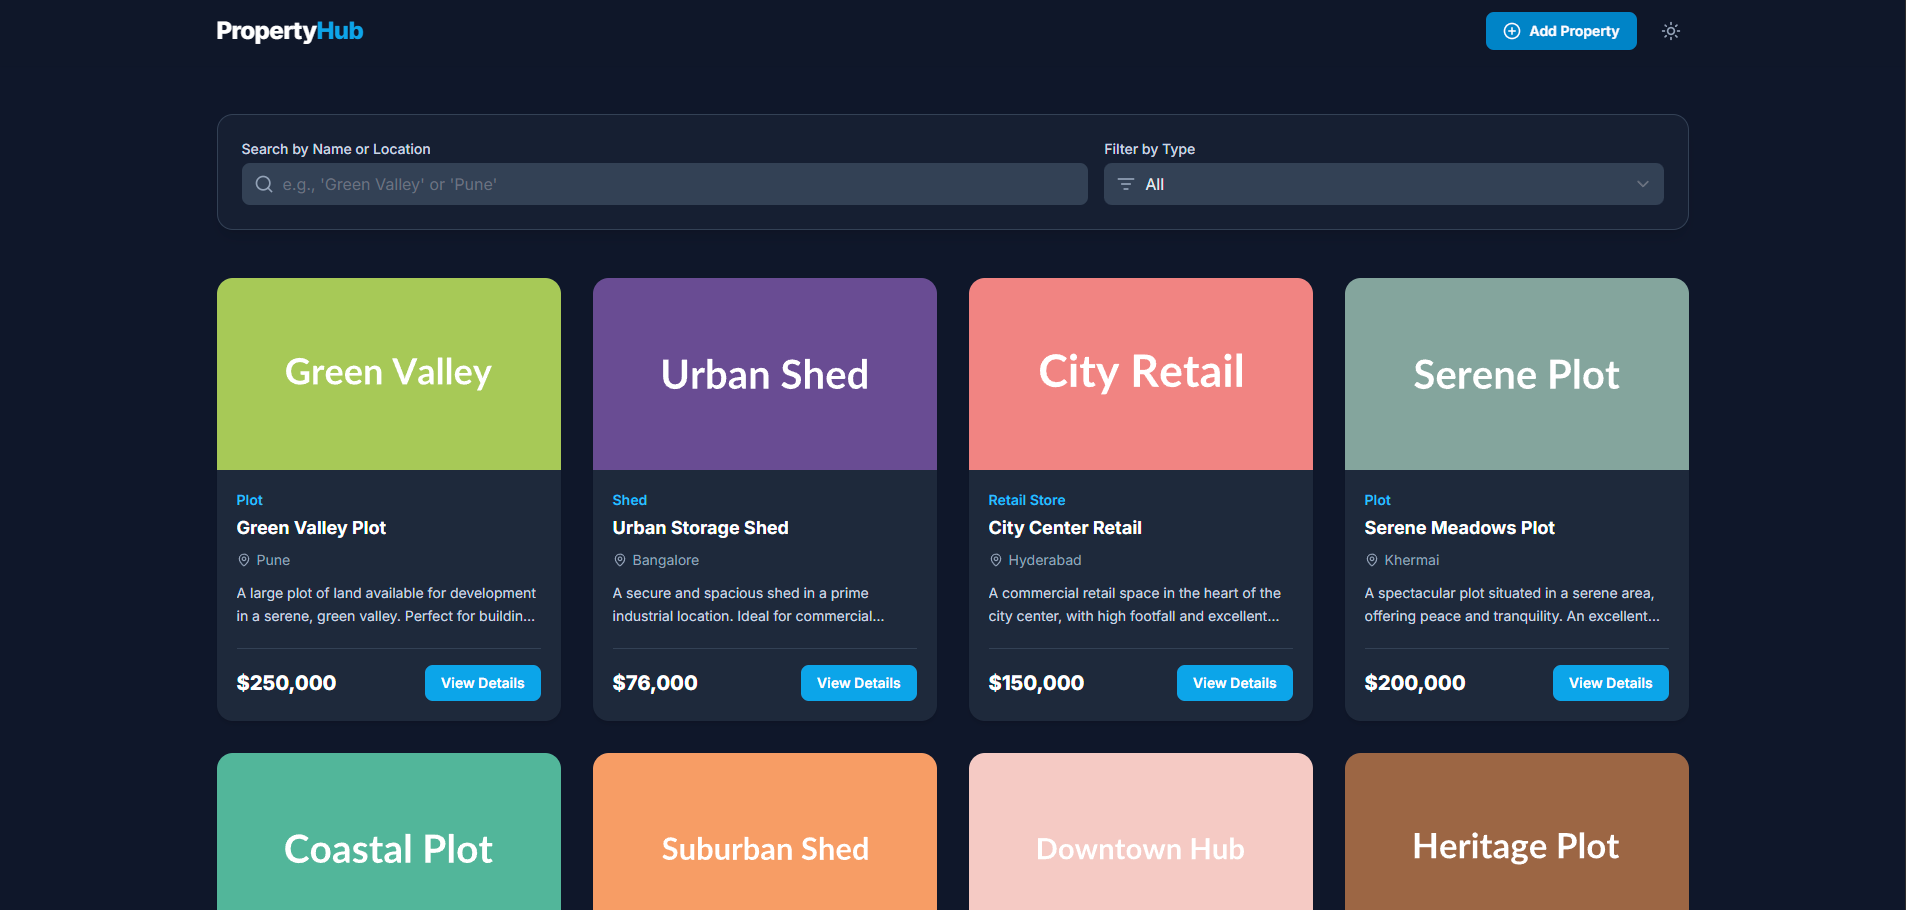 PropertyHub
Add Property
Search by Name or Location
Filter by Type
e.g., 'Green Valley' or 'Pune'
All
Green Valley
Urban Shed
City Retail
Serene Plot
Plot
Green Valley Plot
Pune
A large plot of land available for development
in a serene, green valley. Perfect for buildin...
$250,000
View Details
Shed
Urban Storage Shed
Bangalore
A secure and spacious shed in a prime
industrial location. Ideal for commercial...
$76,000
View Details
Retail Store
City Center Retail
Hyderabad
A commercial retail space in the heart of the
city center, with high footfall and excellent...
$150,000
View Details
Plot
Serene Meadows Plot
Khermai
A spectacular plot situated in a serene area,
offering peace and tranquility. An excellent...
$200,000
View Details
Coastal Plot
Suburban Shed
Downtown Hub
Heritage Plot